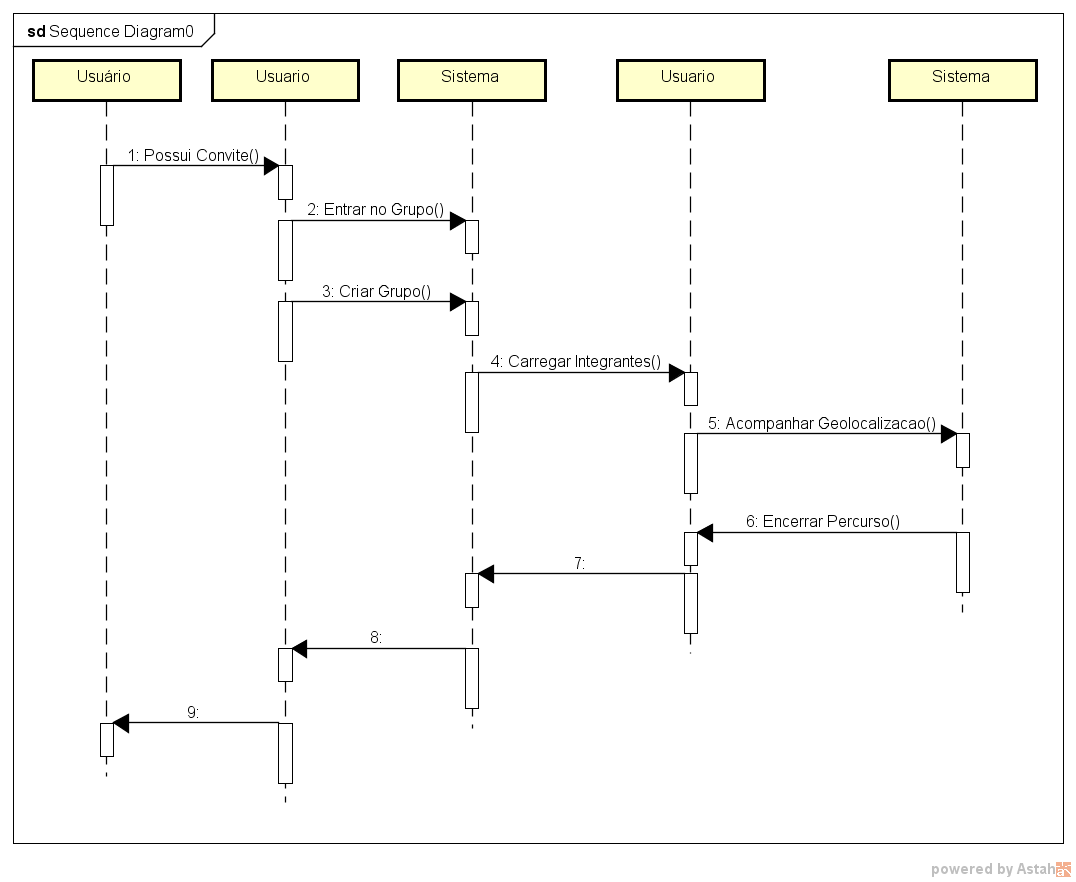 sd Sequence Diagram0
Usuário
Usuario
Sistema
Usuario
Sistema
1: Possui Convite()
2: Entrar no Grupo()
3: Criar Grupo()
4: Carregar Integrantes()
5: Acompanhar Geolocalizacao()
6: Encerrar Percurso()
7:
8:
9:
powered by Astah